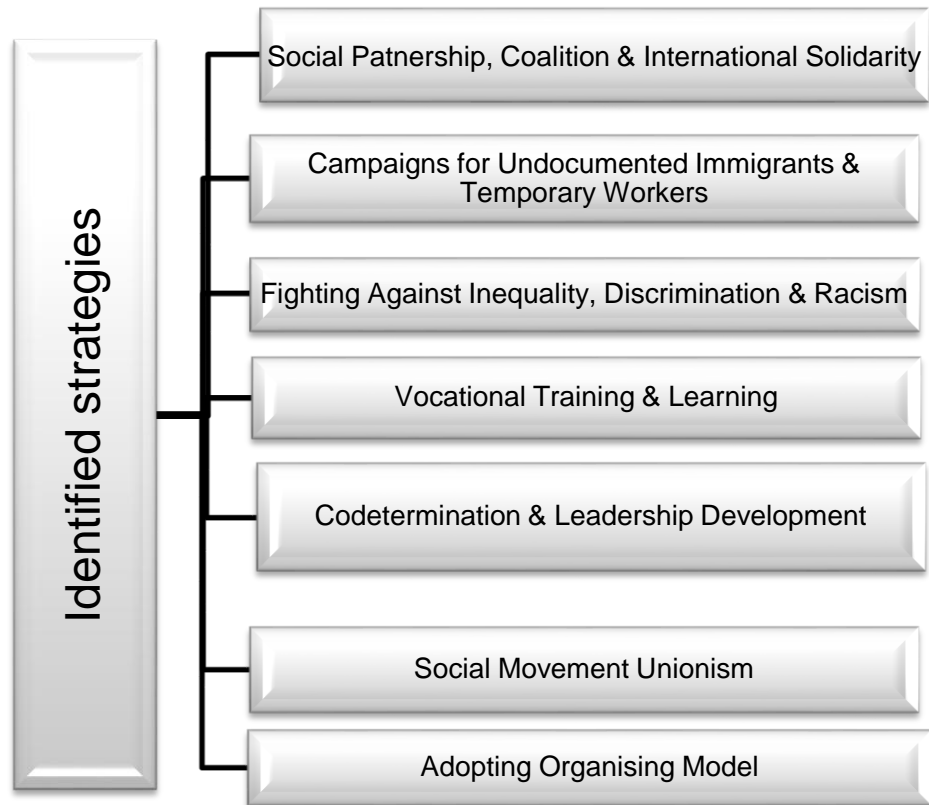 Identified strategies
Social Patnership, Coalition & International Solidarity
Campaigns for Undocumented Immigrants &
Temporary Workers
Fighting Against Inequality, Discrimination & Racism
Vocational Training & Learning
Codetermination & Leadership Development
Social Movement Unionism
Adopting Organising Model